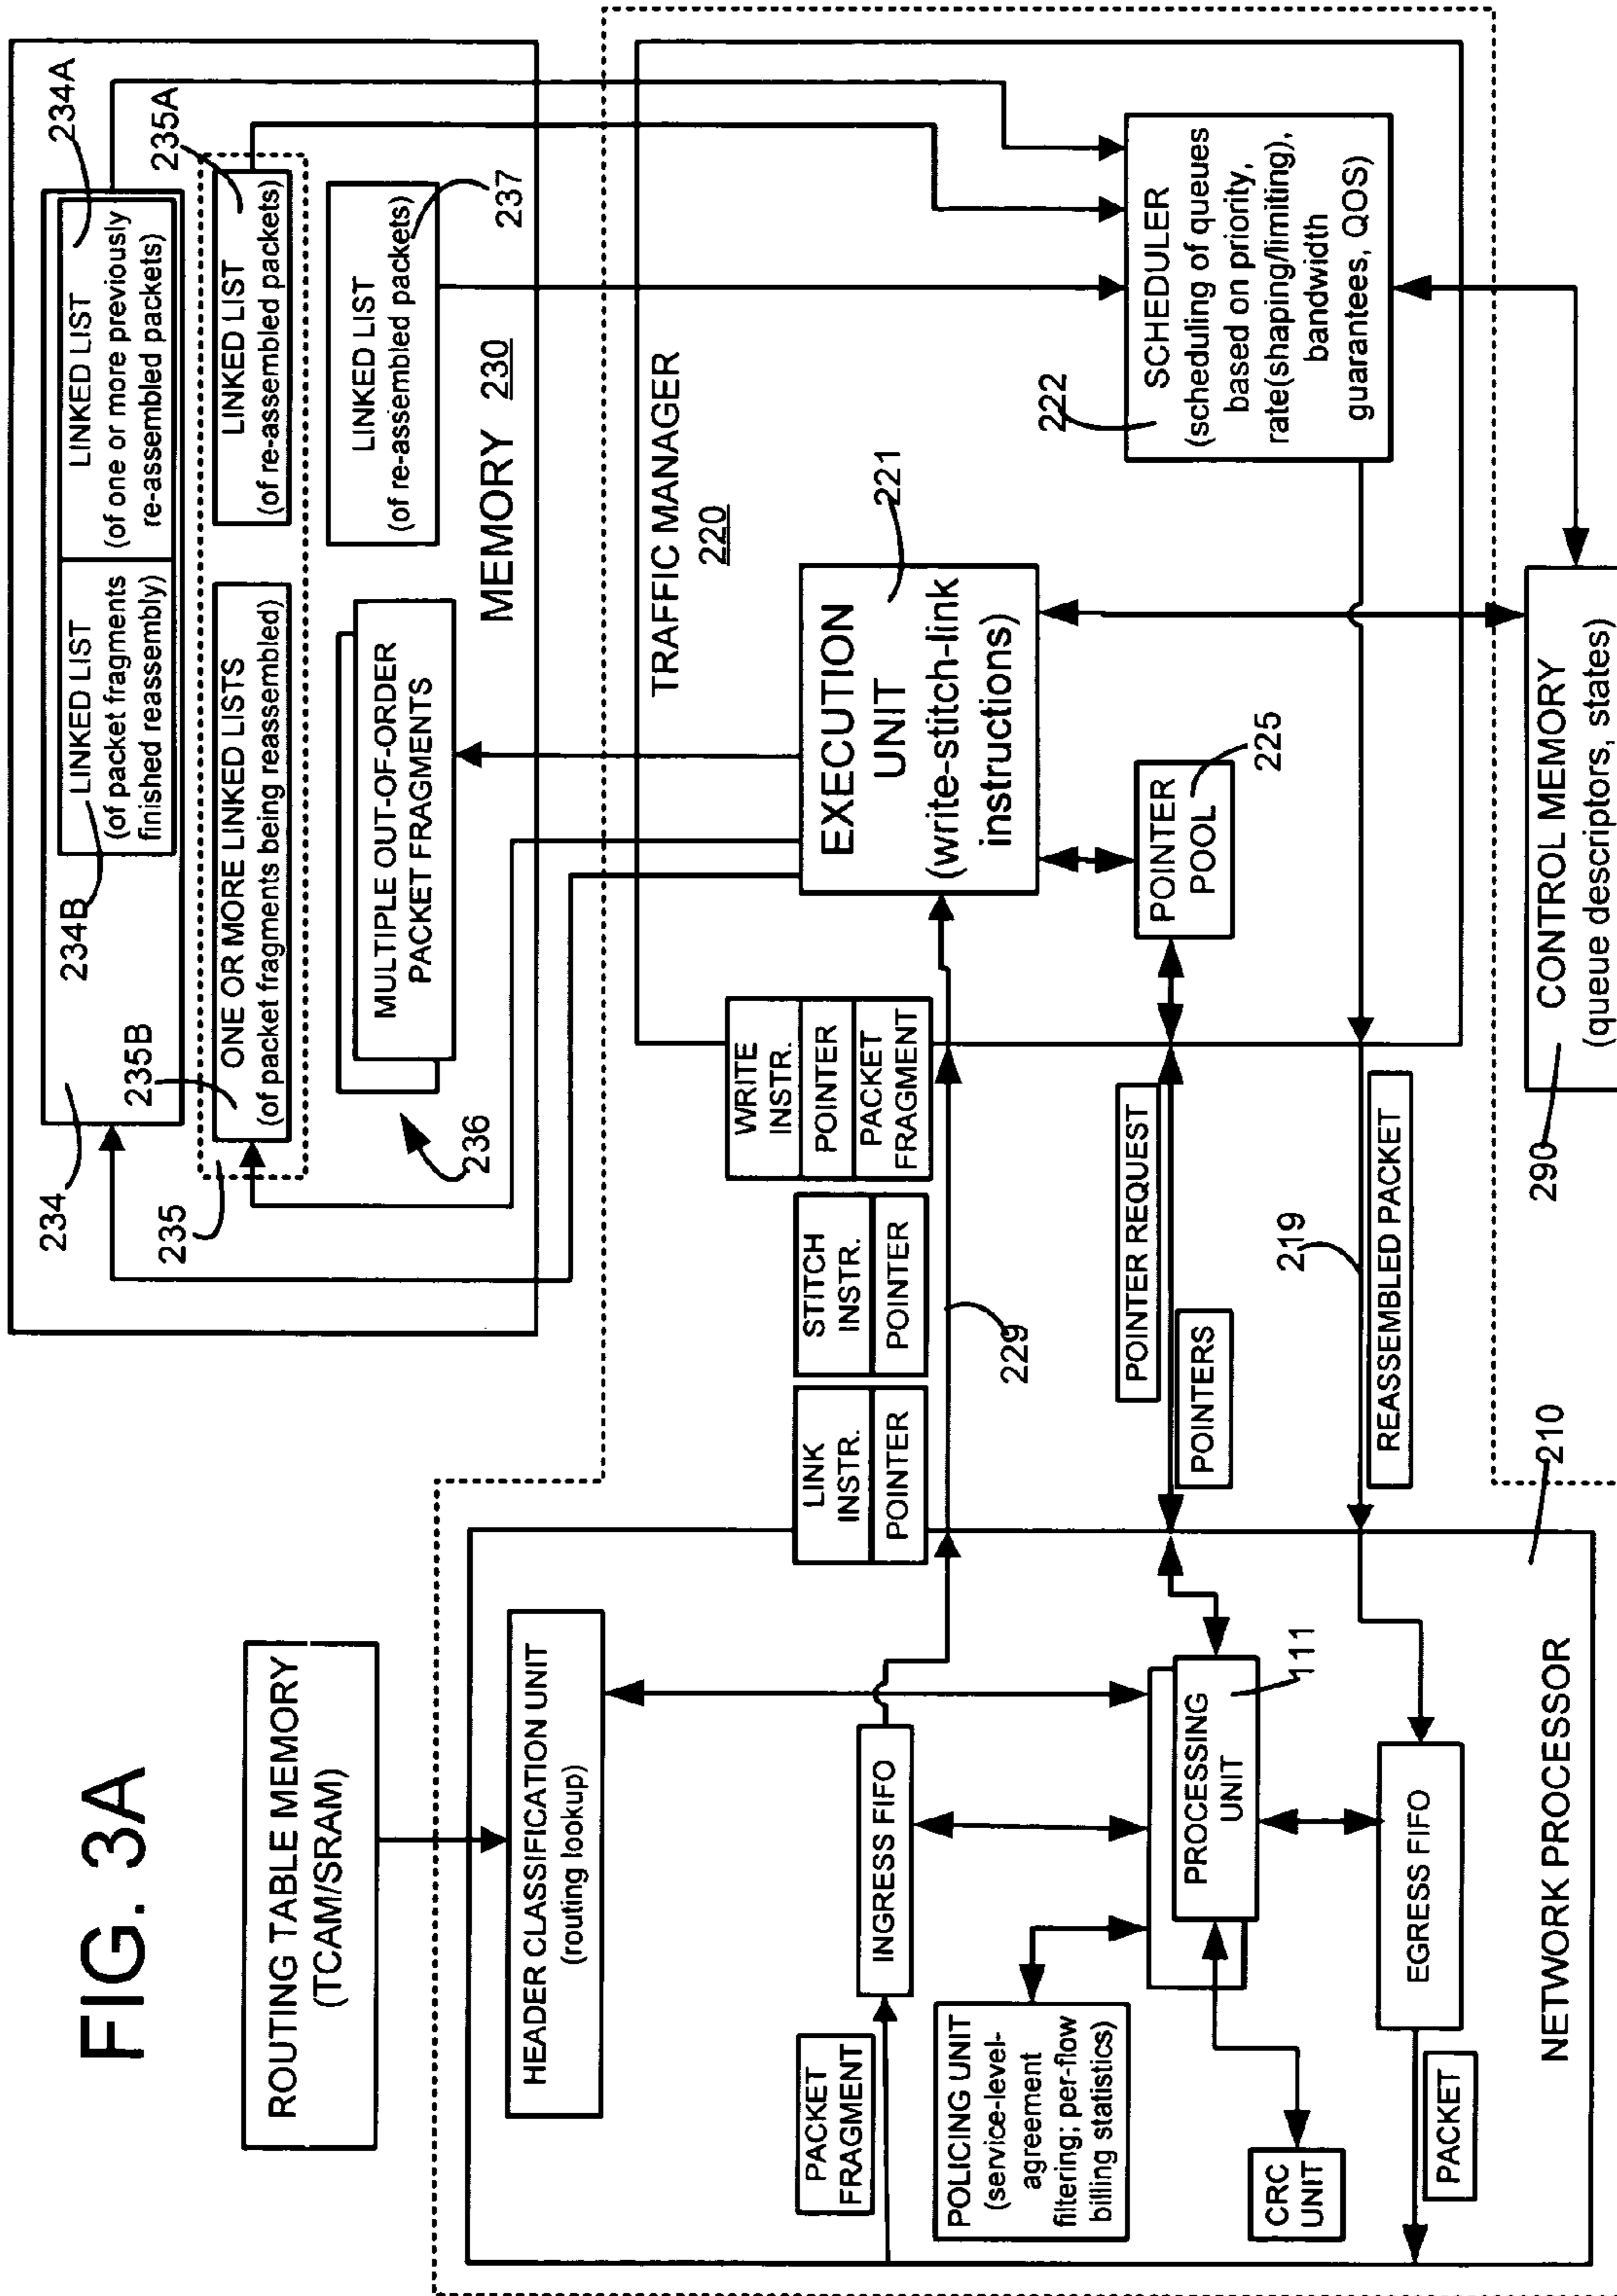 FIG. 3A
ROUTING TABLE MEMORY
(TCAM/SRAM)
HEADER CLASSIFICATION UNIT
(routing lookup)
PACKET
FRAGMENT
INGRESS FIFO
POLICING UNIT
(service-level-
agreement
filtering; per-flow
billing statistics)
PROCESSING
UNIT
111
CRC
UNIT
EGRESS FIFO
PACKET
NETWORK PROCESSOR
210
LINK
INSTR.
POINTER
STITCH
INSTR.
POINTER
WRITE
INSTR.
POINTER
PACKET
FRAGMENT
229
POINTER REQUEST
POINTERS
219
REASSEMBLED PACKET
234
234B
LINKED LIST
(of packet fragments
finished reassembly)
LINKED LIST
(of one or more previously
re-assembled packets)
234A
235
235B
ONE OR MORE LINKED LISTS
(of packet fragments being reassembled)
LINKED LIST
(of re-assembled packets)
235A
236
MULTIPLE OUT-OF-ORDER
PACKET FRAGMENTS
LINKED LIST
(of re-assembled packets)
237
MEMORY 230
TRAFFIC MANAGER
220
EXECUTION
UNIT
(write-stitch-link
instructions)
221
POINTER
POOL
225
222
SCHEDULER
(scheduling of queues
based on priority,
rate(shaping/limiting),
bandwidth
guarantees, QOS)
290
CONTROL MEMORY
(queue descriptors, states)